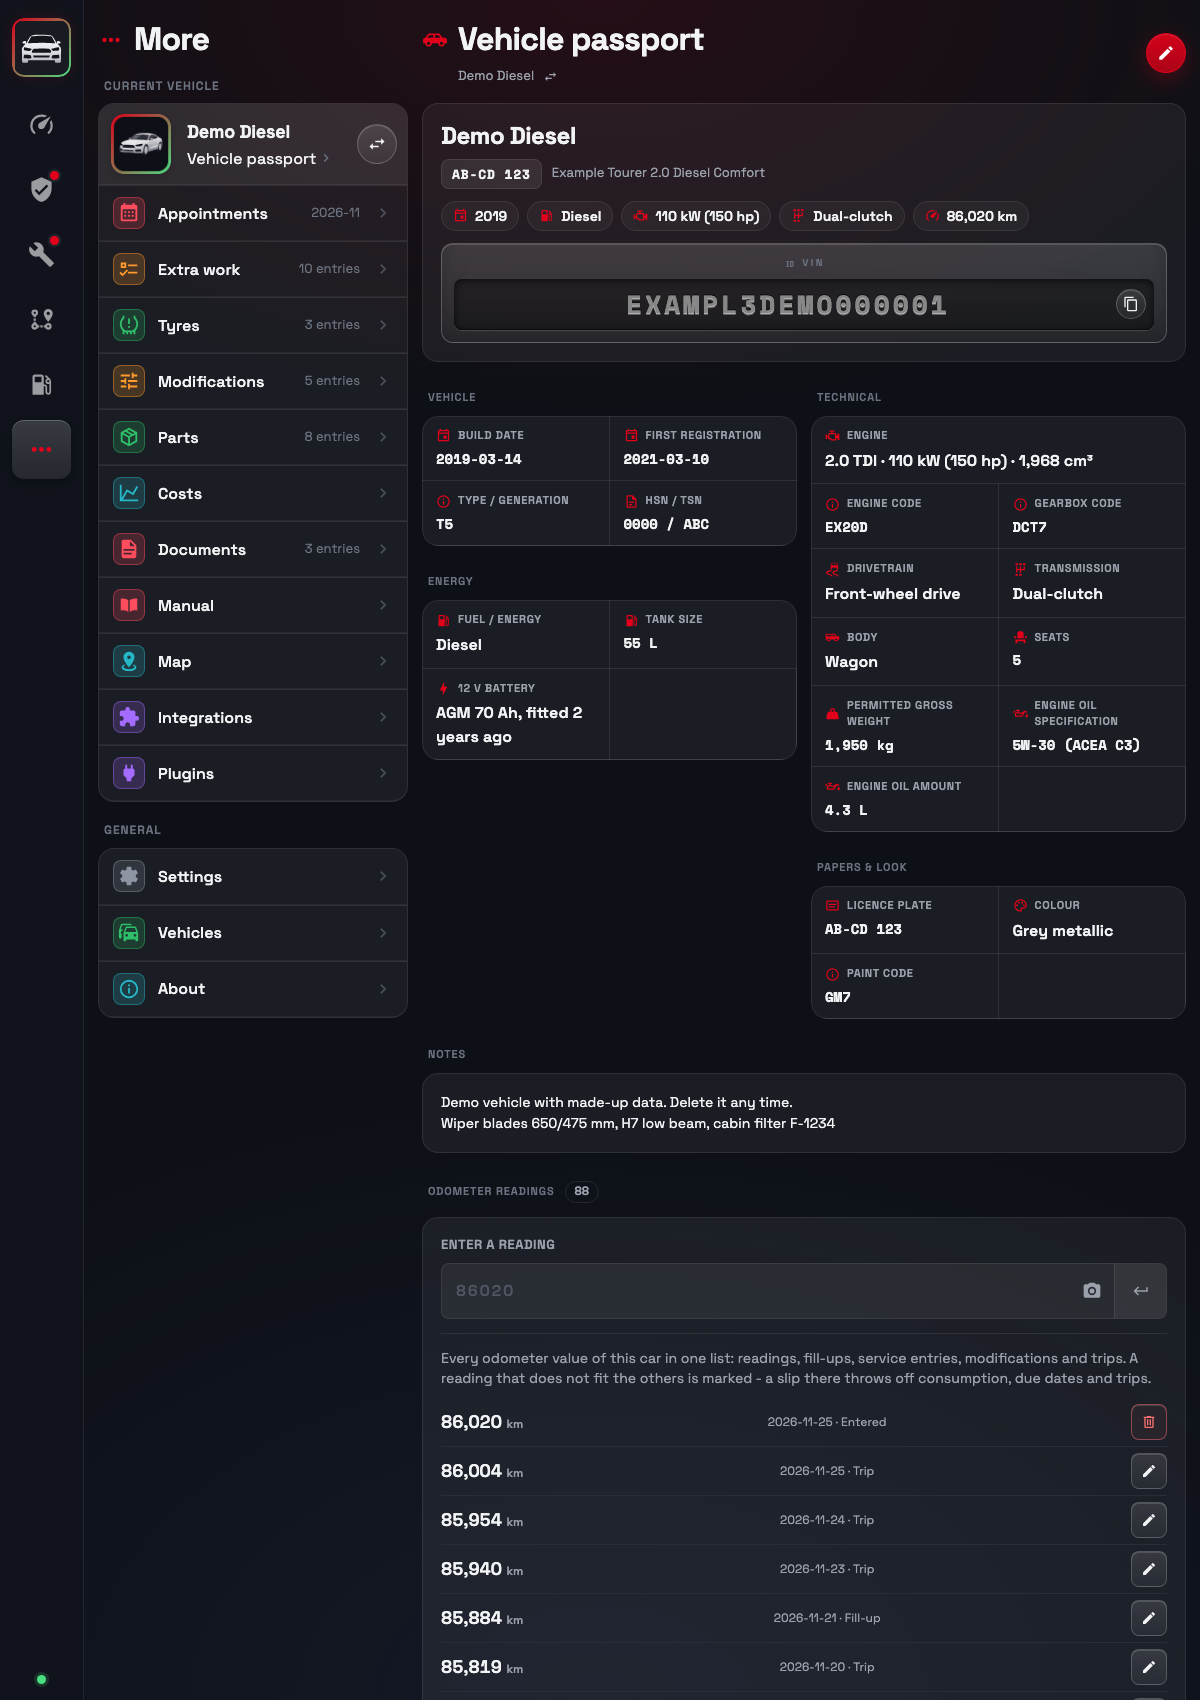 More
CURRENT VEHICLE
Demo Diesel
Vehicle passport
Appointments 2026-11
Extra work 10 entries
Tyres 3 entries
Modifications 5 entries
Parts 8 entries
Costs
Documents 3 entries
Manual
Map
Integrations
Plugins
GENERAL
Settings
Vehicles
About
Vehicle passport
Demo Diesel
Demo Diesel
AB-CD 123 Example Tourer 2.0 Diesel Comfort
2019 Diesel 110 kW (150 hp) Dual-clutch 86,020 km
VIN
EXAMPL3DEMO000001
VEHICLE
BUILD DATE FIRST REGISTRATION
2019-03-14 2021-03-10
TYPE / GENERATION HSN / TSN
T5 0000 / ABC
ENERGY
FUEL / ENERGY TANK SIZE
Diesel 55 L
12 V BATTERY
AGM 70 Ah, fitted 2
years ago
TECHNICAL
ENGINE
2.0 TDI · 110 kW (150 hp) · 1,968 cm³
ENGINE CODE GEARBOX CODE
EX20D DCT7
DRIVETRAIN TRANSMISSION
Front-wheel drive Dual-clutch
BODY SEATS
Wagon 5
PERMITTED GROSS ENGINE OIL
WEIGHT SPECIFICATION
1,950 kg 5W-30 (ACEA C3)
ENGINE OIL AMOUNT
4.3 L
PAPERS & LOOK
LICENCE PLATE COLOUR
AB-CD 123 Grey metallic
PAINT CODE
GM7
NOTES
Demo vehicle with made-up data. Delete it any time.
Wiper blades 650/475 mm, H7 low beam, cabin filter F-1234
ODOMETER READINGS 88
ENTER A READING
86020
Every odometer value of this car in one list: readings, fill-ups, service entries, modifications and trips. A
reading that does not fit the others is marked - a slip there throws off consumption, due dates and trips.
86,020 km 2026-11-25 · Entered
86,004 km 2026-11-25 · Trip
85,954 km 2026-11-24 · Trip
85,940 km 2026-11-23 · Trip
85,884 km 2026-11-21 · Fill-up
85,819 km 2026-11-20 · Trip